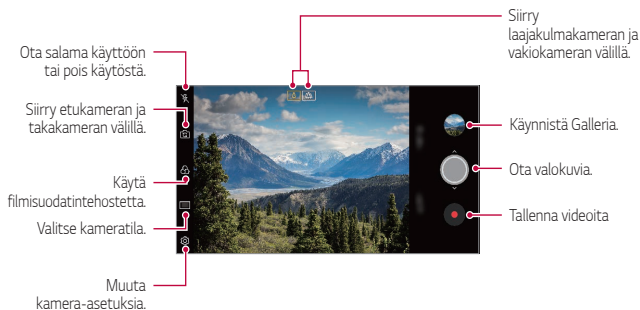 Siirry
laajakulmakameran ja
vakiokameran välillä.
Ota salama käyttöön
tai pois käytöstä.
Siirry etukameran ja
takakameran välillä.
Käytä
filmisuodatintehostetta.
Valitse kameratila.
Muuta
kamera-asetuksia.
Käynnistä Galleria.
Ota valokuvia.
Tallenna videoita